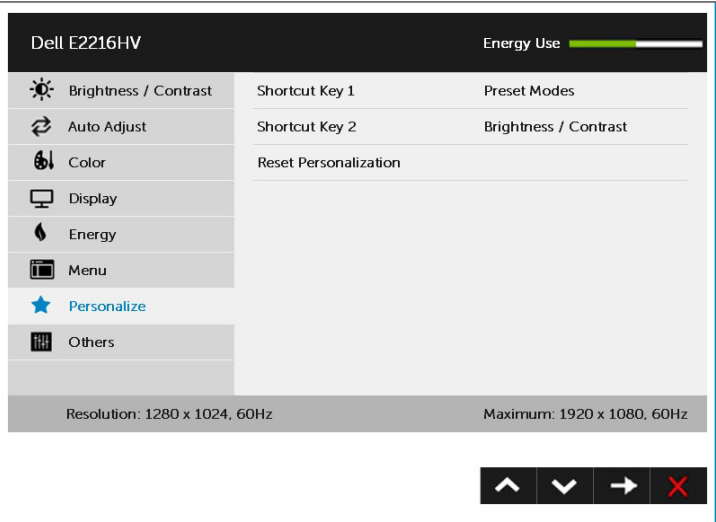 Dell E2216HV Energy Use
Brightness / Contrast Shortcut Key 1 Preset Modes
Auto Adjust Shortcut Key 2 Brightness / Contrast
Color Reset Personalization
Display
Energy
Menu
Personalize
Others
Resolution: 1280 x 1024, 60Hz Maximum: 1920 x 1080, 60Hz